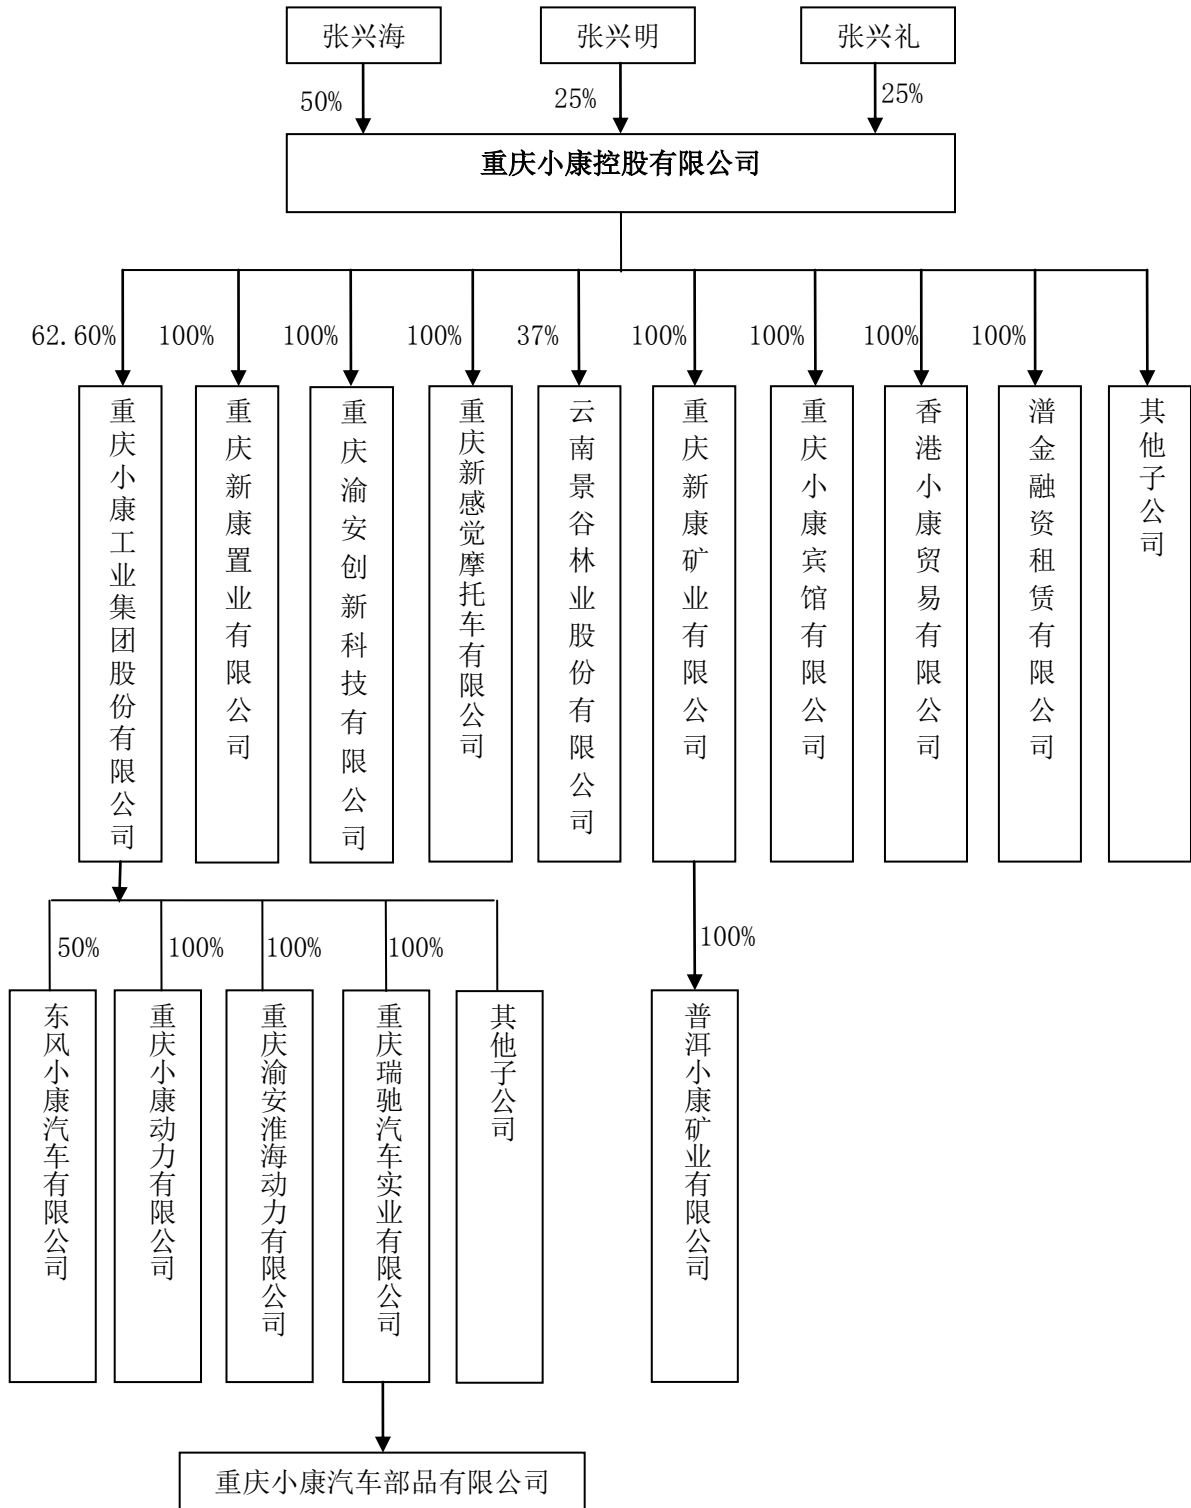 张兴海
张兴明
张兴礼
50%
25%
25%
重庆小康控股有限公司
62.60%
100%
100%
100%
37%
100%
100%
100%
100%
重庆小康工业集团股份有限公司
重庆新康置业有限公司
重庆渝安创新科技有限公司
重庆新感觉摩托车有限公司
云南景谷林业股份有限公司
重庆新康矿业有限公司
重庆小康宾馆有限公司
香港小康贸易有限公司
潽金融资租赁有限公司
其他子公司
50%
100%
100%
100%
100%
东风小康汽车有限公司
重庆小康动力有限公司
重庆渝安淮海动力有限公司
重庆瑞驰汽车实业有限公司
其他子公司
普洱小康矿业有限公司
重庆小康汽车部品有限公司